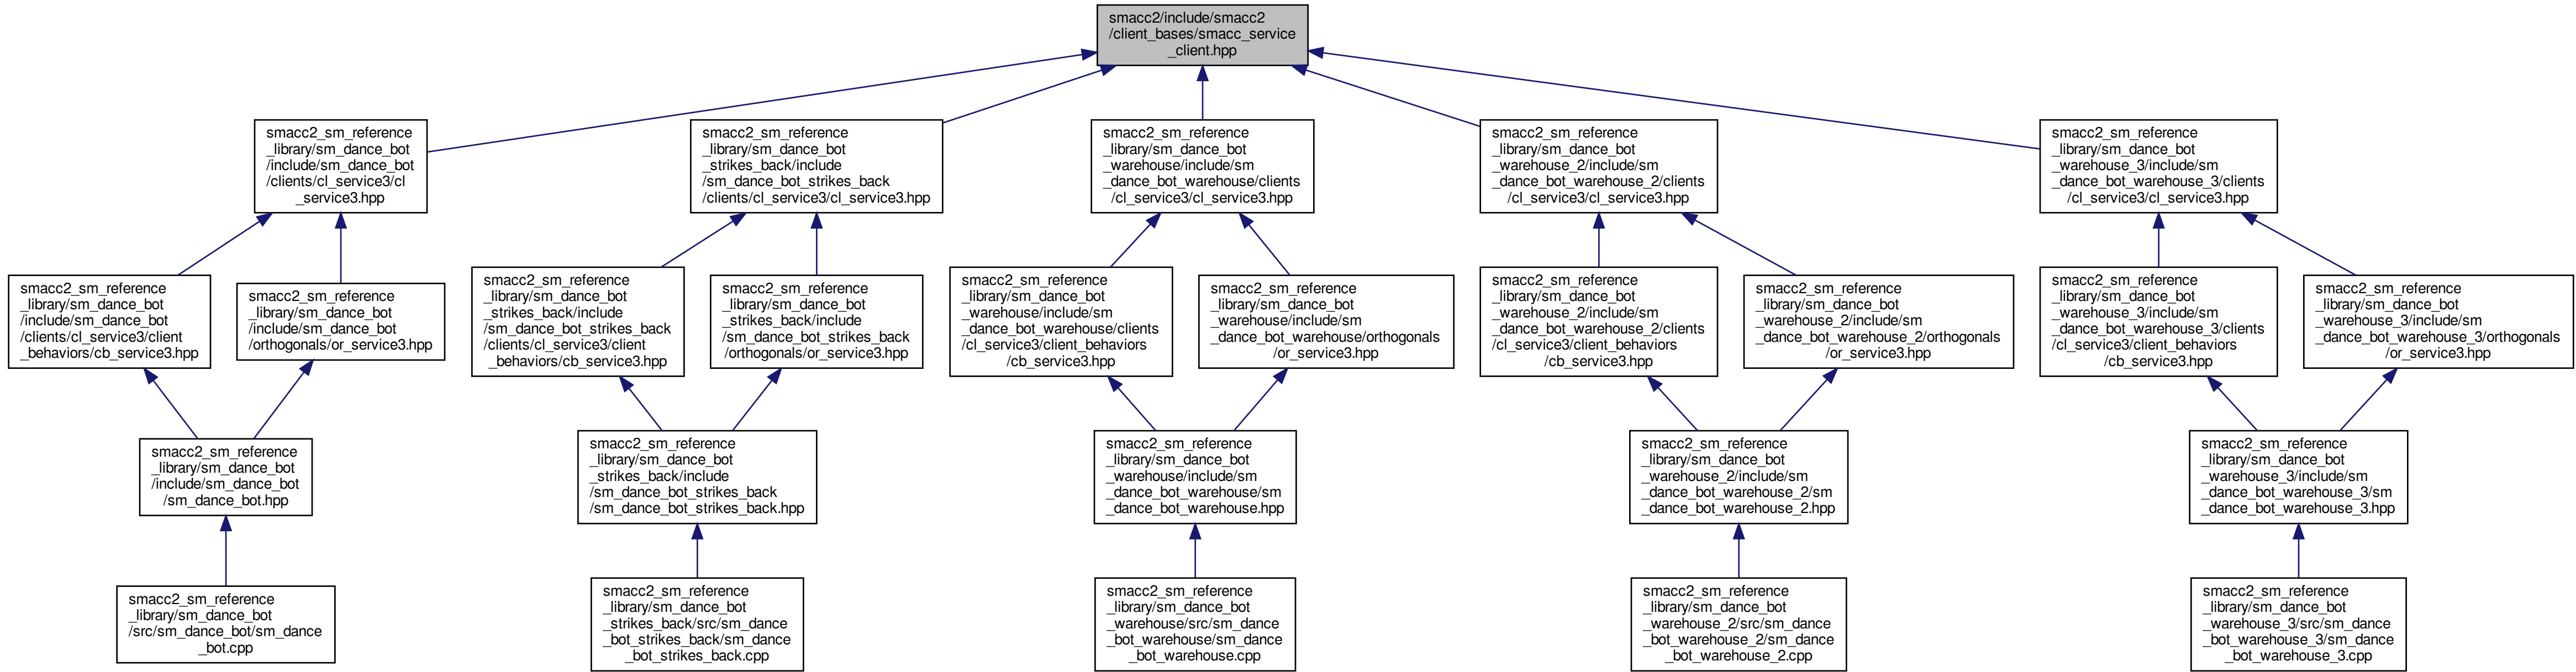 smacc2/include/smacc2
/client_bases/smacc_service
_client.hpp
smacc2_sm_reference
_library/sm_dance_bot
/include/sm_dance_bot
/clients/cl_service3/cl
_service3.hpp
smacc2_sm_reference
_library/sm_dance_bot
_strikes_back/include
/sm_dance_bot_strikes_back
/clients/cl_service3/cl_service3.hpp
smacc2_sm_reference
_library/sm_dance_bot
_warehouse/include/sm
_dance_bot_warehouse/clients
/cl_service3/cl_service3.hpp
smacc2_sm_reference
_library/sm_dance_bot
_warehouse_2/include/sm
_dance_bot_warehouse_2/clients
/cl_service3/cl_service3.hpp
smacc2_sm_reference
_library/sm_dance_bot
_warehouse_3/include/sm
_dance_bot_warehouse_3/clients
/cl_service3/cl_service3.hpp
smacc2_sm_reference
_library/sm_dance_bot
/include/sm_dance_bot
/clients/cl_service3/client
_behaviors/cb_service3.hpp
smacc2_sm_reference
_library/sm_dance_bot
/include/sm_dance_bot
/orthogonals/or_service3.hpp
smacc2_sm_reference
_library/sm_dance_bot
_strikes_back/include
/sm_dance_bot_strikes_back
/clients/cl_service3/client
_behaviors/cb_service3.hpp
smacc2_sm_reference
_library/sm_dance_bot
_strikes_back/include
/sm_dance_bot_strikes_back
/orthogonals/or_service3.hpp
smacc2_sm_reference
_library/sm_dance_bot
_warehouse/include/sm
_dance_bot_warehouse/clients
/cl_service3/client_behaviors
/cb_service3.hpp
smacc2_sm_reference
_library/sm_dance_bot
_warehouse/include/sm
_dance_bot_warehouse/orthogonals
/or_service3.hpp
smacc2_sm_reference
_library/sm_dance_bot
_warehouse_2/include/sm
_dance_bot_warehouse_2/clients
/cl_service3/client_behaviors
/cb_service3.hpp
smacc2_sm_reference
_library/sm_dance_bot
_warehouse_2/include/sm
_dance_bot_warehouse_2/orthogonals
/or_service3.hpp
smacc2_sm_reference
_library/sm_dance_bot
_warehouse_3/include/sm
_dance_bot_warehouse_3/clients
/cl_service3/client_behaviors
/cb_service3.hpp
smacc2_sm_reference
_library/sm_dance_bot
_warehouse_3/include/sm
_dance_bot_warehouse_3/orthogonals
/or_service3.hpp
smacc2_sm_reference
_library/sm_dance_bot
/include/sm_dance_bot
/sm_dance_bot.hpp
smacc2_sm_reference
_library/sm_dance_bot
_strikes_back/include
/sm_dance_bot_strikes_back
/sm_dance_bot_strikes_back.hpp
smacc2_sm_reference
_library/sm_dance_bot
_warehouse/include/sm
_dance_bot_warehouse/sm
_dance_bot_warehouse.hpp
smacc2_sm_reference
_library/sm_dance_bot
_warehouse_2/include/sm
_dance_bot_warehouse_2/sm
_dance_bot_warehouse_2.hpp
smacc2_sm_reference
_library/sm_dance_bot
_warehouse_3/include/sm
_dance_bot_warehouse_3/sm
_dance_bot_warehouse_3.hpp
smacc2_sm_reference
_library/sm_dance_bot
/src/sm_dance_bot/sm_dance
_bot.cpp
smacc2_sm_reference
_library/sm_dance_bot
_strikes_back/src/sm_dance
_bot_strikes_back/sm_dance
_bot_strikes_back.cpp
smacc2_sm_reference
_library/sm_dance_bot
_warehouse/src/sm_dance
_bot_warehouse/sm_dance
_bot_warehouse.cpp
smacc2_sm_reference
_library/sm_dance_bot
_warehouse_2/src/sm_dance
_bot_warehouse_2/sm_dance
_bot_warehouse_2.cpp
smacc2_sm_reference
_library/sm_dance_bot
_warehouse_3/src/sm_dance
_bot_warehouse_3/sm_dance
_bot_warehouse_3.cpp